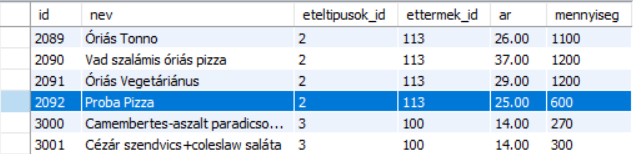 id nev eteltipusok_id ettermek_id ar mennyiseg
2089 Óriás Tonno 2 113 26.00 1100
2090 Vad szalámis óriás pizza 2 113 37.00 1200
2091 Óriás Vegetáriánus 2 113 29.00 1200
2092 Proba Pizza 2 113 25.00 600
3000 Camembertes-aszalt paradicso... 3 100 14.00 270
3001 Cézár szendvics+coleslaw saláta 3 100 14.00 300